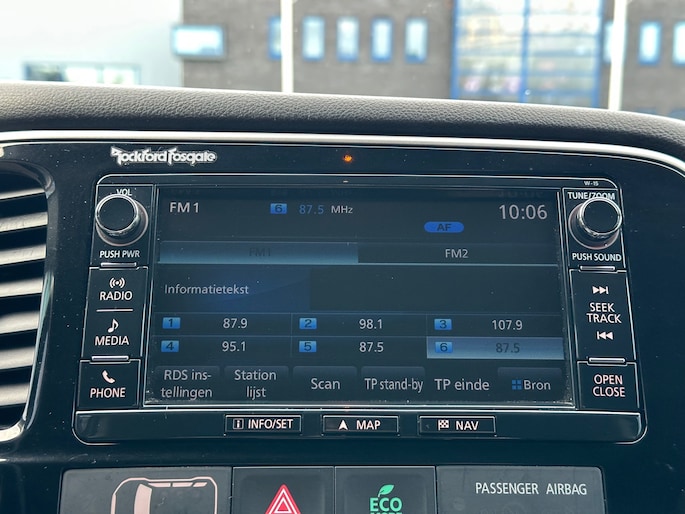 Rockford Fosgate
W-15
VOL
PUSH PWR
RADIO
MEDIA
PHONE
FM 1 6 87.5 MHz 10:06
AF
FM1 FM2
Informatietekst
1 87.9 2 98.1 3 107.9
4 95.1 5 87.5 6 87.5
RDS ins-
tellingen
Station
lijst
Scan
TP stand-by
TP einde
Bron
TUNE/ZOOM
PUSH SOUND
SEEK
TRACK
OPEN
CLOSE
i INFO/SET
MAP
NAV
ECO
MODE
PASSENGER AIRBAG